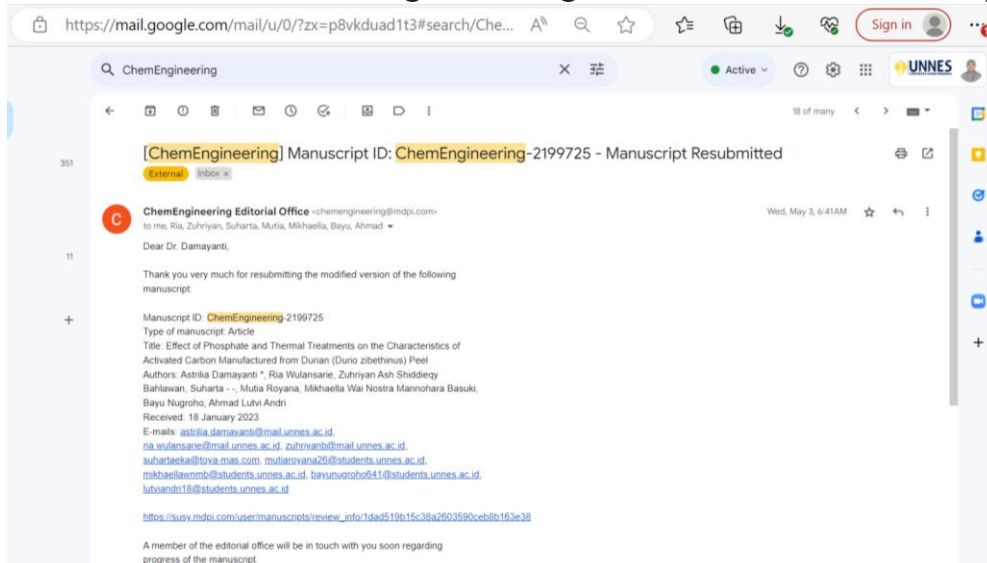 https://mail.google.com/mail/u/0/?zx=p8vkduad1t3#search/Che...
Sign in
ChemEngineering
Active
UNNES
18 of many
351
[ChemEngineering] Manuscript ID: ChemEngineering-2199725 - Manuscript Resubmitted
External Inbox x
C
ChemEngineering Editorial Office <chemengineering@mdpi.com>
Wed, May 3, 6:41AM
to me, Ria, Zuhriyan, Suharta, Mutia, Mikhaella, Bayu, Ahmad
11
Dear Dr. Damayanti,
Thank you very much for resubmitting the modified version of the following
manuscript:
Manuscript ID: ChemEngineering-2199725
Type of manuscript: Article
Title: Effect of Phosphate and Thermal Treatments on the Characteristics of
Activated Carbon Manufactured from Durian (Durio zibethinus) Peel
Authors: Astrilia Damayanti *, Ria Wulansarie, Zuhriyan Ash Shiddieqy
Bahlawan, Suharta - -, Mutia Royana, Mikhaella Wai Nostra Mannohara Basuki,
Bayu Nugroho, Ahmad Lutvi Andri
Received: 18 January 2023
E-mails: astrilia.damayanti@mail.unnes.ac.id,
ria.wulansarie@mail.unnes.ac.id, zuhriyanb@mail.unnes.ac.id,
suhartaeka@toya-mas.com, mutiaroyana26@students.unnes.ac.id,
mikhaellawnmb@students.unnes.ac.id, bayunugroho641@students.unnes.ac.id,
lutviandri18@students.unnes.ac.id
https://susy.mdpi.com/user/manuscripts/review_info/1dad519b15c38a2603590ceb8b163e38
A member of the editorial office will be in touch with you soon regarding
progress of the manuscript.